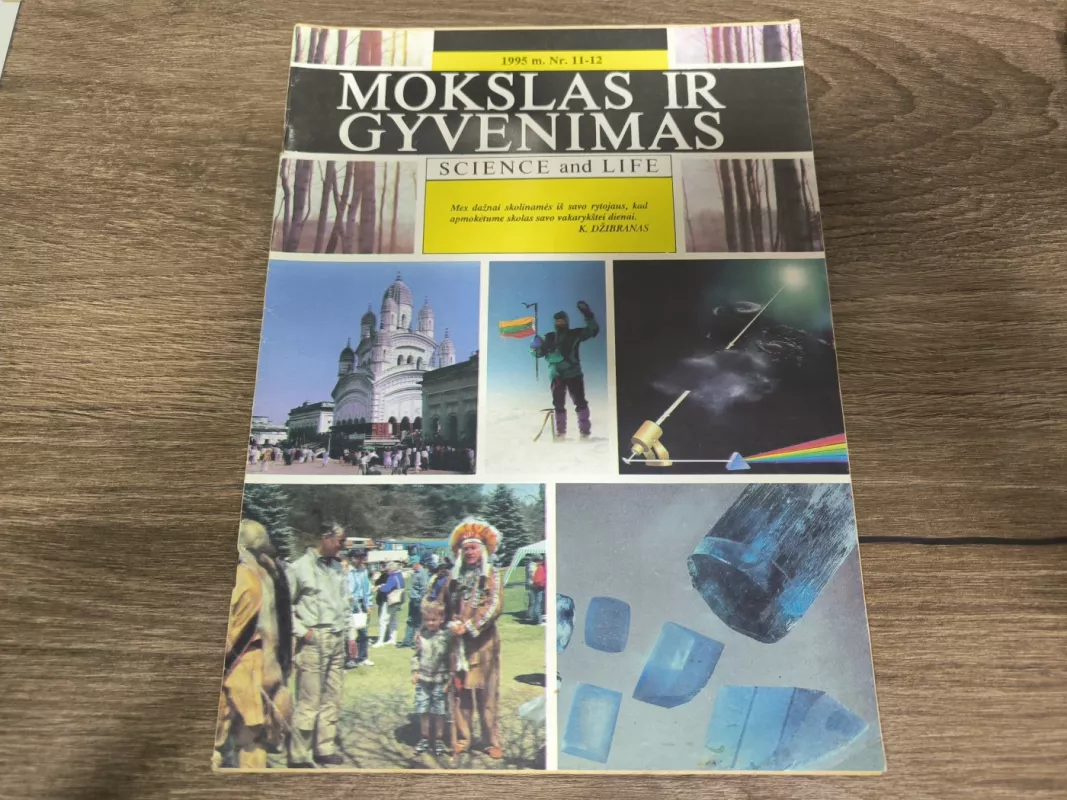 1995 m. Nr. 11-12
MOKSLAS IR
GYVENIMAS
SCIENCE and LIFE
Mes dažnai skolinamės iš savo rytojaus, kad
apmokėtume skolas savo vakarykštei dienai.
K. DŽIBRANAS